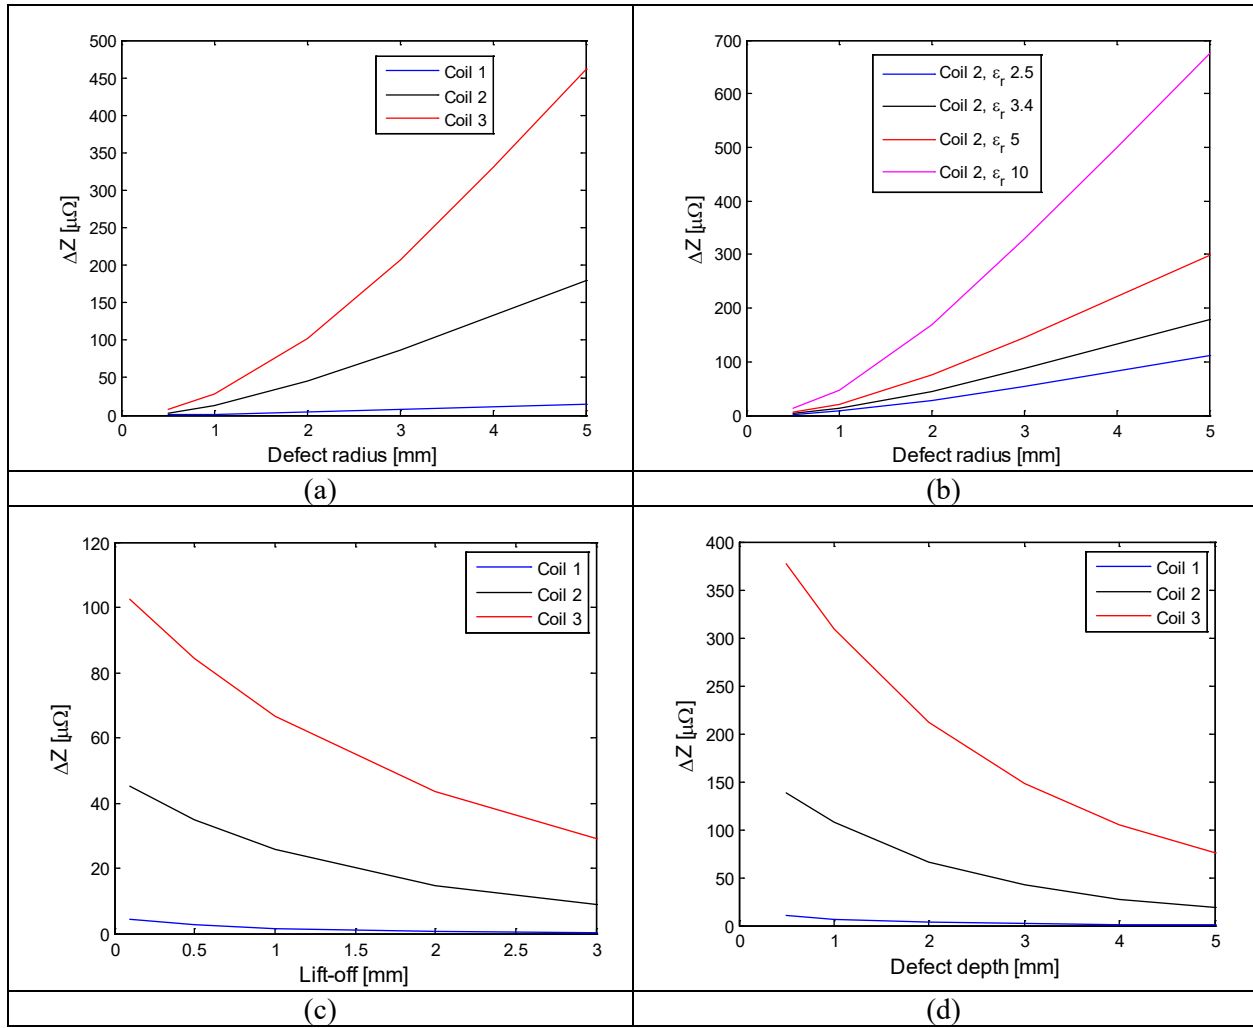 500
450
400
350
300
250
200
150
100
50
0
ΔZ [μΩ]
Coil 1
Coil 2
Coil 3
0 1 2 3 4 5
Defect radius [mm]
(a)
700
600
500
400
300
200
100
0
ΔZ [μΩ]
Coil 2, εr 2.5
Coil 2, εr 3.4
Coil 2, εr 5
Coil 2, εr 10
0 1 2 3 4 5
Defect radius [mm]
(b)
120
100
80
60
40
20
0
ΔZ [μΩ]
Coil 1
Coil 2
Coil 3
0 0.5 1 1.5 2 2.5 3
Lift-off [mm]
(c)
400
350
300
250
200
150
100
50
0
ΔZ [μΩ]
Coil 1
Coil 2
Coil 3
0 1 2 3 4 5
Defect depth [mm]
(d)